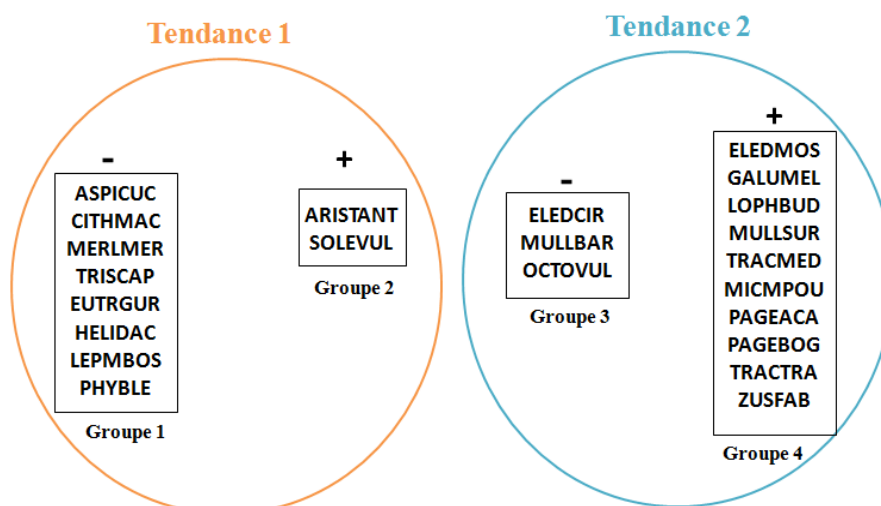 Tendance 1
-
ASPICUC
CITHMAC
MERLMER
TRISCAP
EUTRGUR
HELIDAC
LEPMBOS
PHYBLE
Groupe 1
+
ARISTANT
SOLEVUL
Groupe 2
Tendance 2
-
ELEDCIR
MULLBAR
OCTOVUL
Groupe 3
+
ELEDMOS
GALUMEL
LOPHBUD
MULLSUR
TRACMED
MICMPOU
PAGEACA
PAGEBOG
TRACTRA
ZUSFAB
Groupe 4